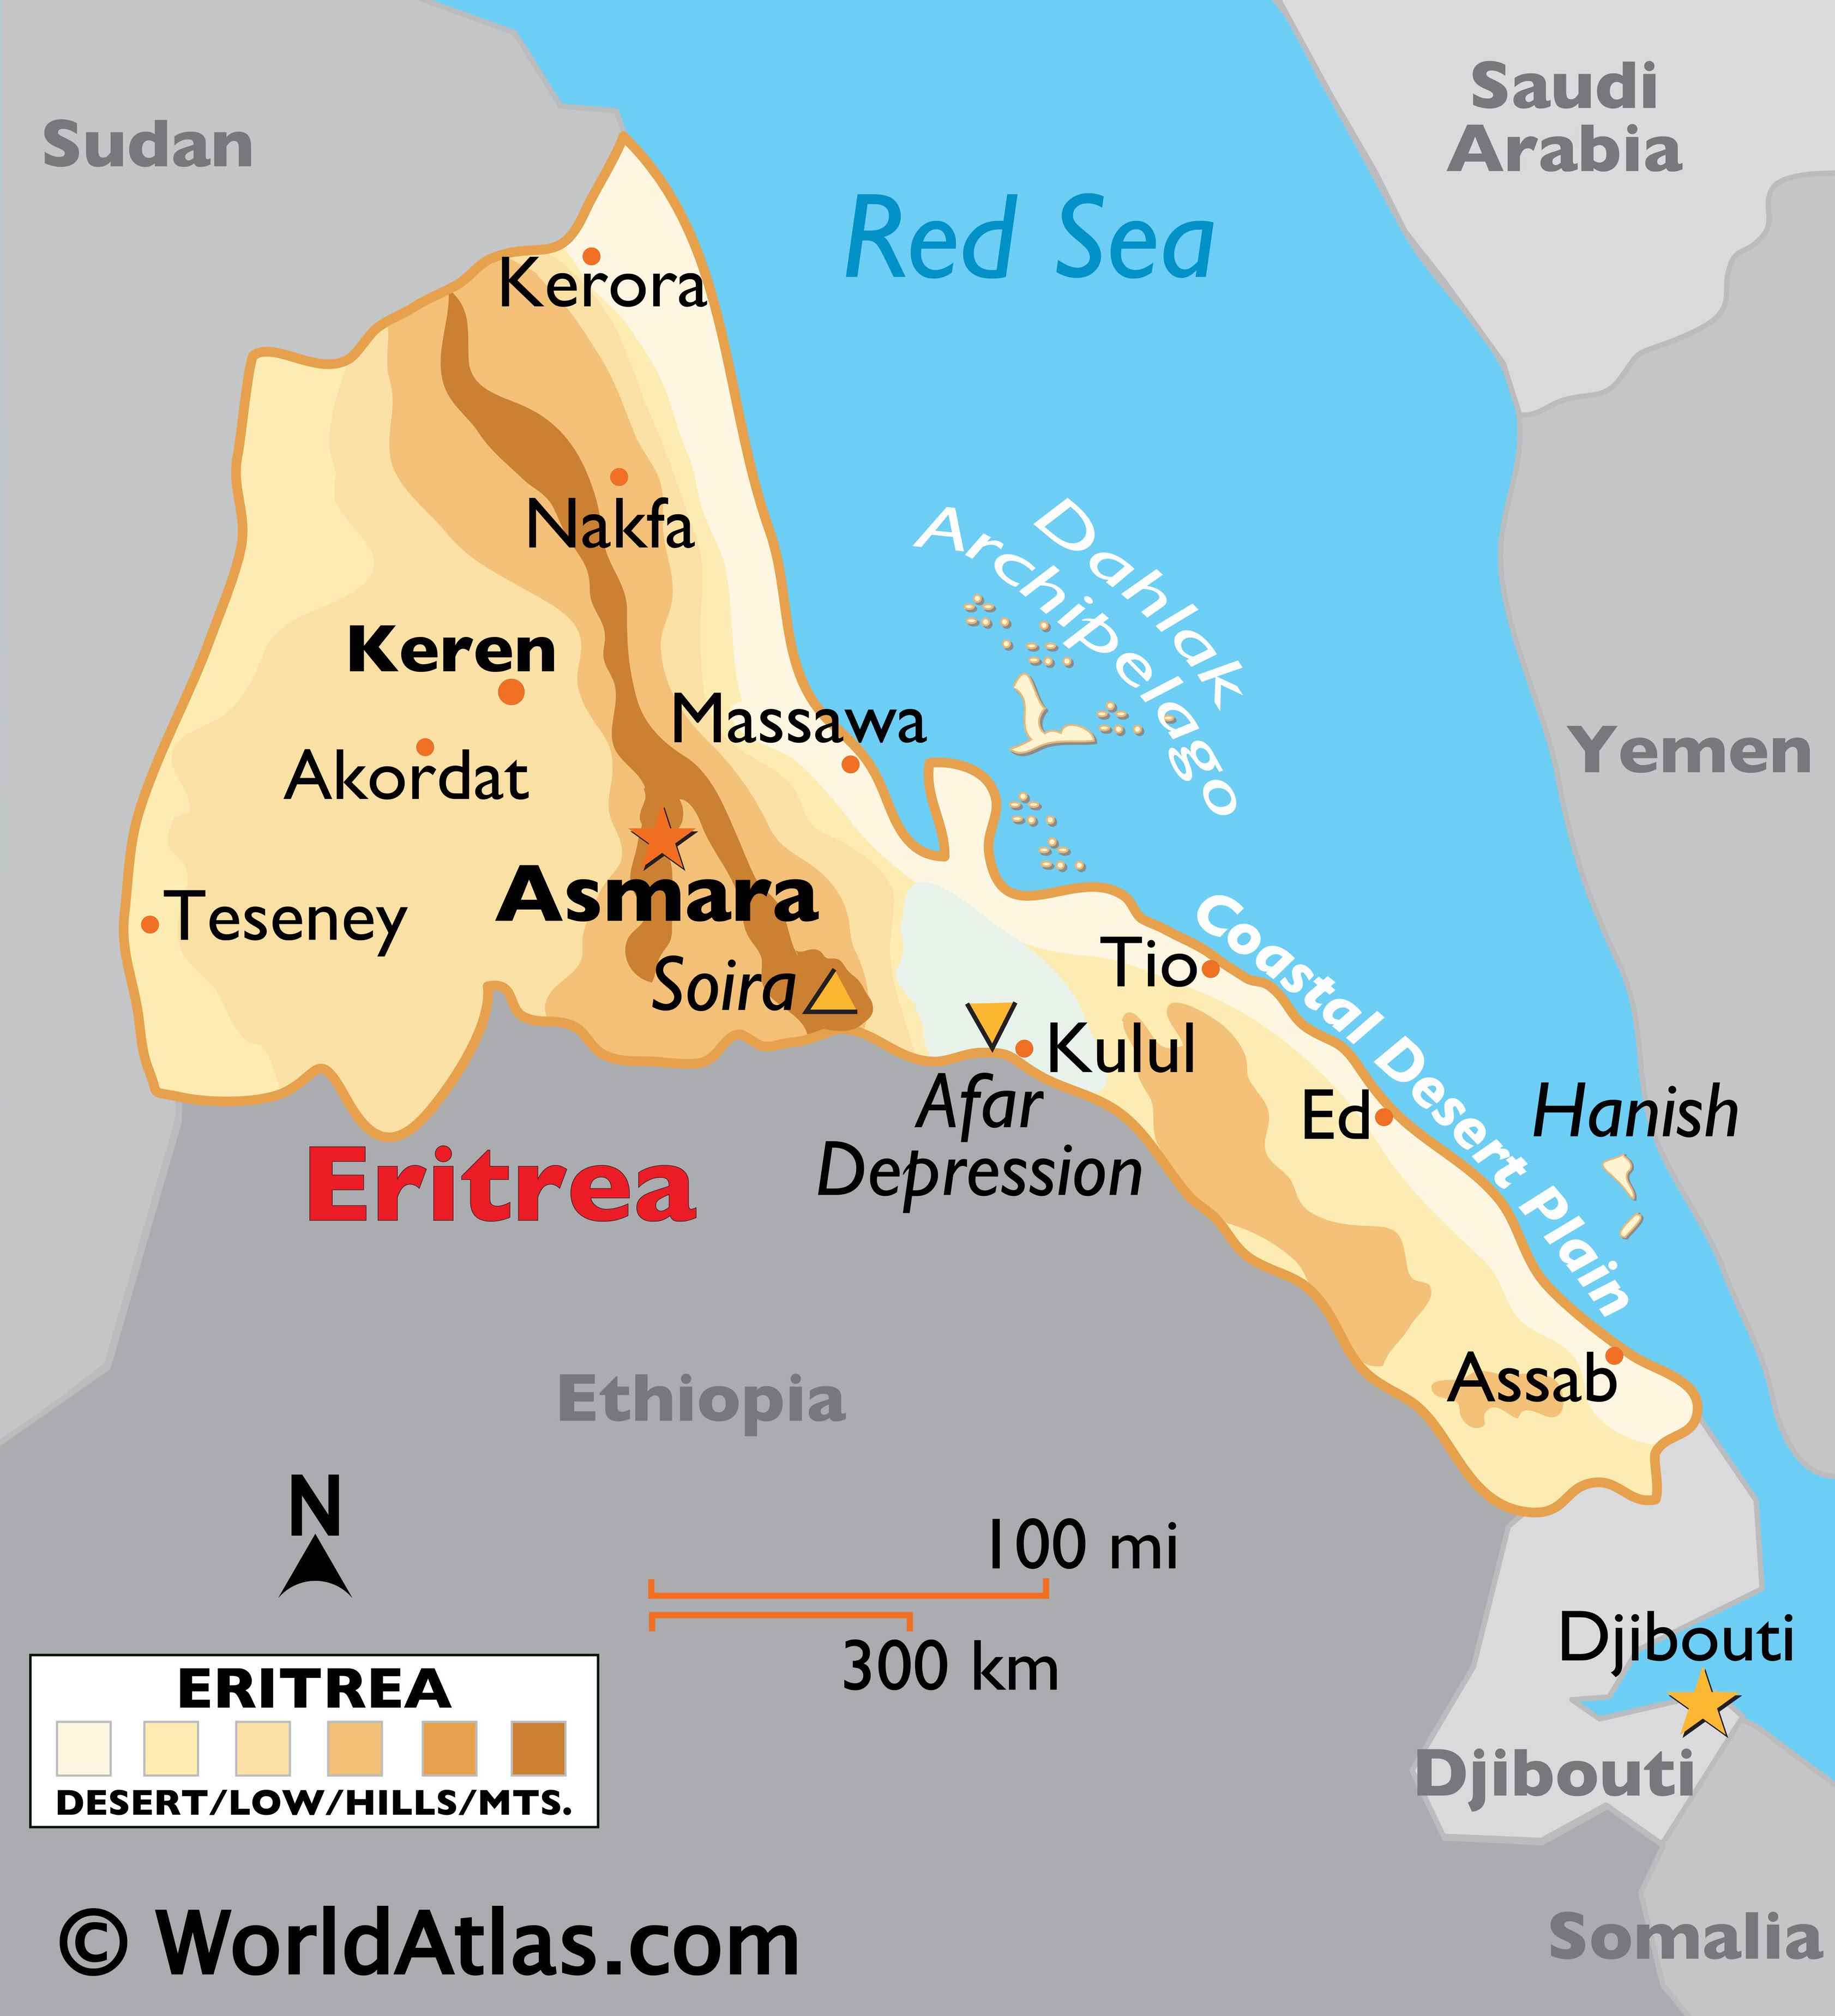 Saudi
Arabia
Sudan
Red Sea
Kerora
Nakfa
Dahlak
Archipelago
Keren
Massawa
Yemen
Akordat
Asmara
Teseney
Coastal Desert Plain
Tio
Soira
Kulul
Afar
Depression
Ed
Hanish
Eritrea
Assab
Ethiopia
N
100 mi
300 km
Djibouti
ERITREA
DESERT/LOW/HILLS/MTS.
Djibouti
Somalia
© WorldAtlas.com